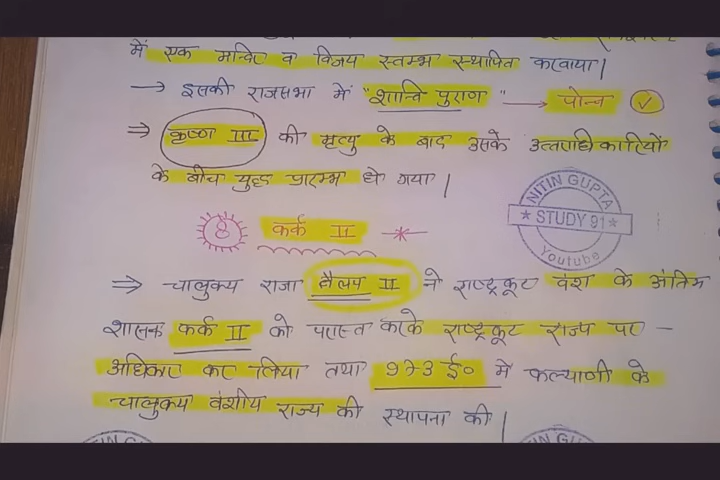 में एक मन्दिर व विजय स्तम्भ स्थापित करवाया|
→ इसकी राजसभा में "शान्ति पुराण" → पोन्न ✓
⇒ कृष्ण III की मृत्यु के बाद उसके उत्तराधिकारियों
के बीच युद्ध प्रारम्भ हो गया|
NITIN GUPTA
★ STUDY 91 ★
Youtube
8 कर्क II
⇒ चालुक्य राजा तैलप II ने राष्ट्रकूट वंश के अंतिम
शासक कर्क II को परास्त करके राष्ट्रकूट राज्य पर -
अधिकार कर लिया तथा 973 ई० में कल्याणी के
चालुक्य वंशीय राज्य की स्थापना की|
NITIN GUP